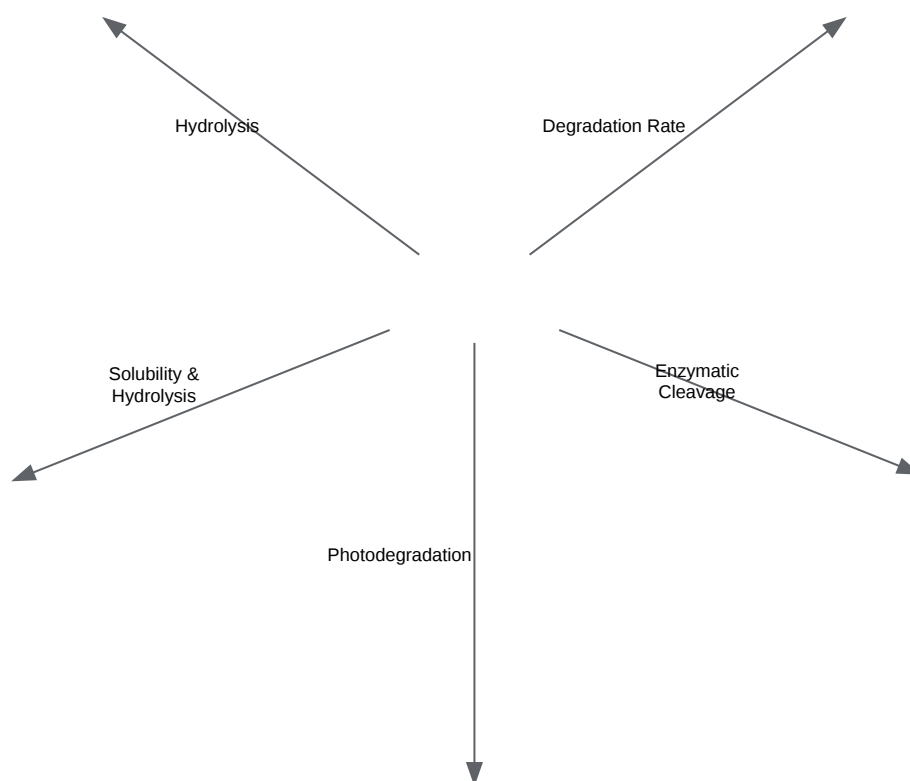 Hydrolysis
Degradation Rate
Solubility &
Hydrolysis
Enzymatic
Cleavage
Photodegradation